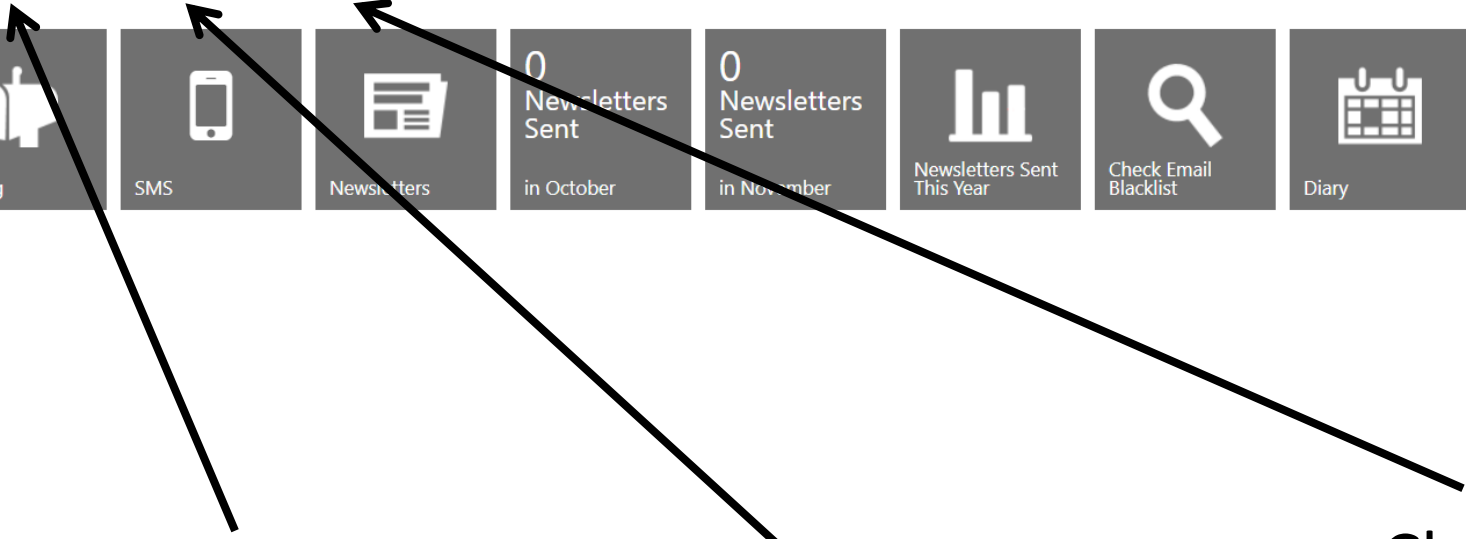 SMS
Newsletters
0
Newsletters
Sent
in October
0
Newsletters
Sent
in November
Newsletters Sent
This Year
Check Email
Blacklist
Diary